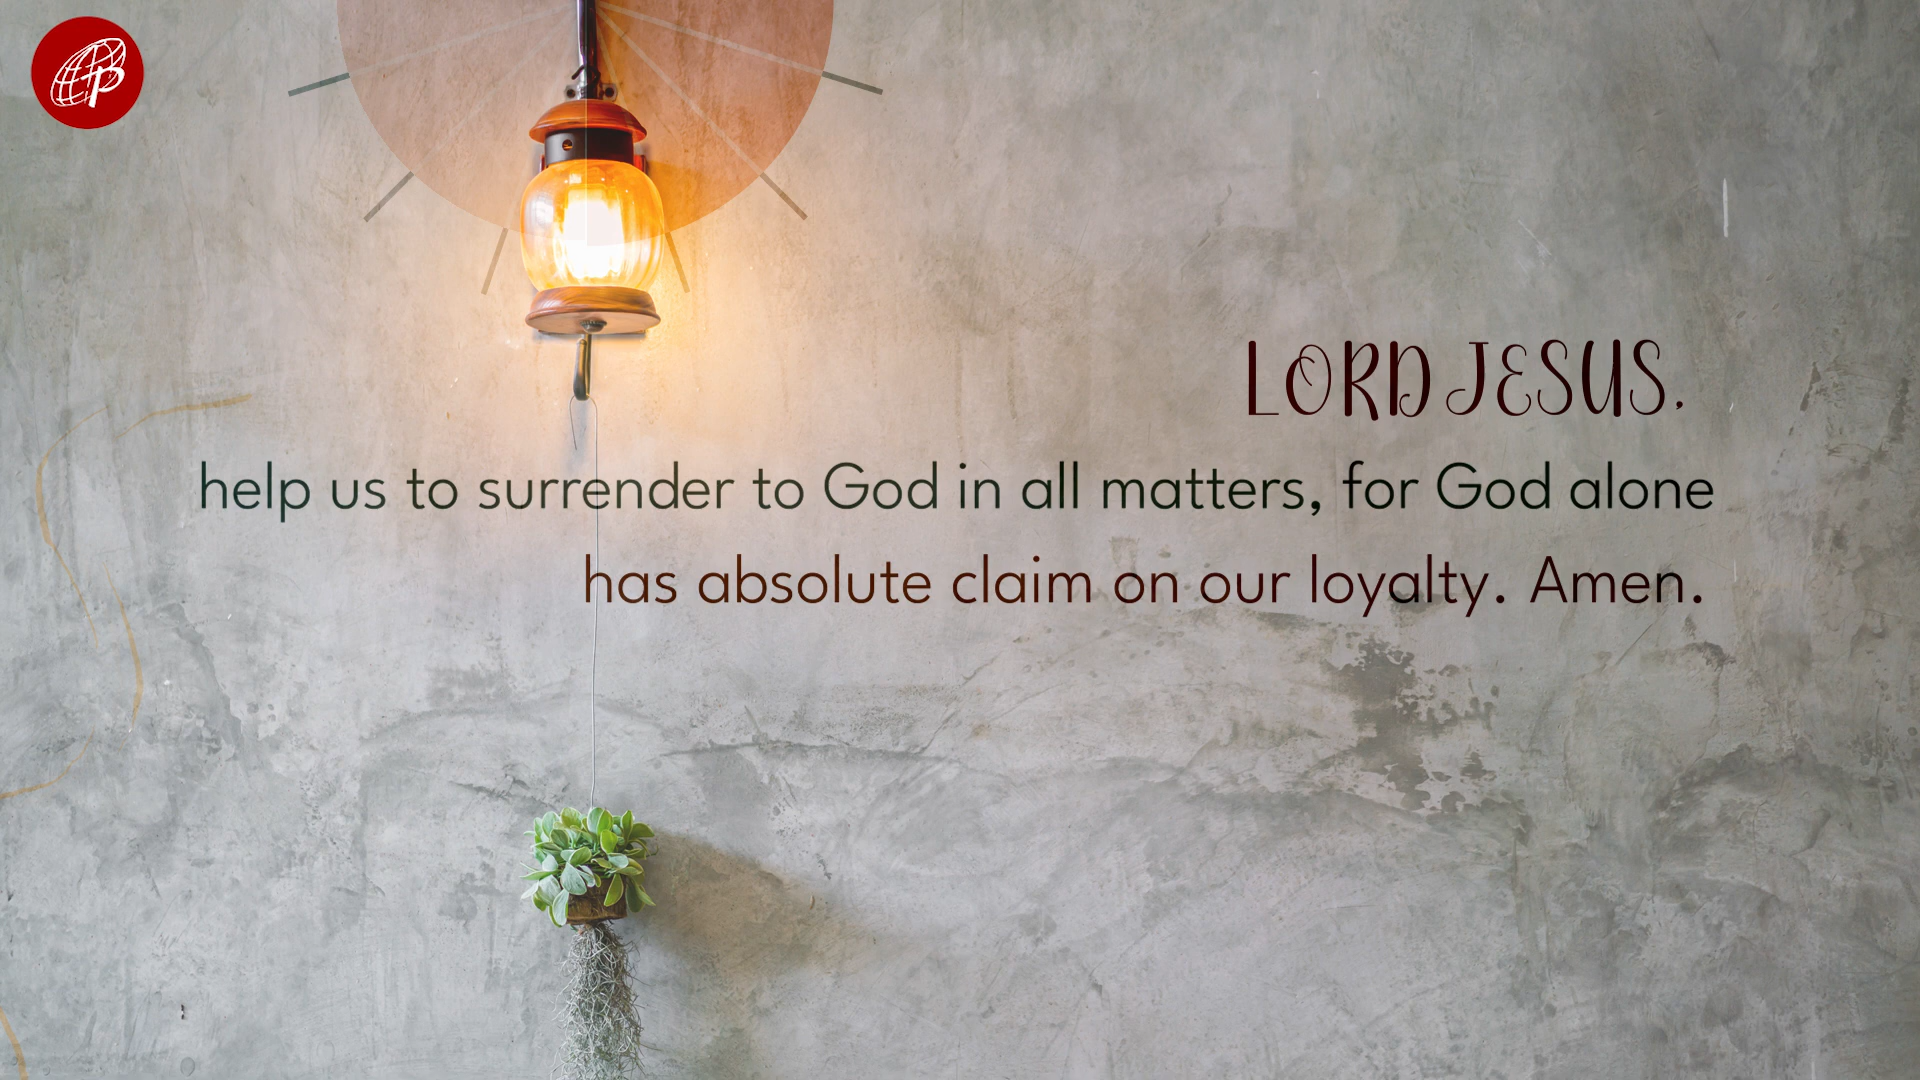 LORD JESUS,
help us to surrender to God in all matters, for God alone
has absolute claim on our loyalty. Amen.